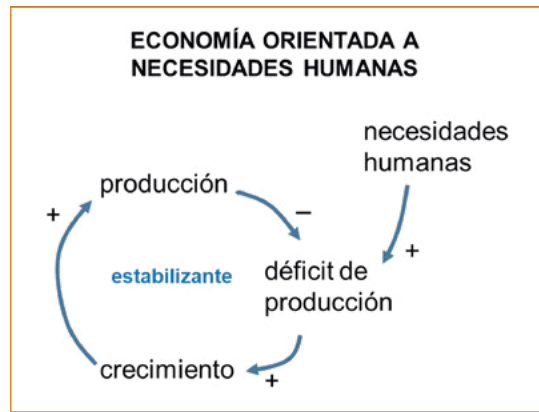 ECONOMÍA ORIENTADA A
NECESIDADES HUMANAS
necesidades
humanas
producción
+
−
+
estabilizante
déficit de
producción
crecimiento
+